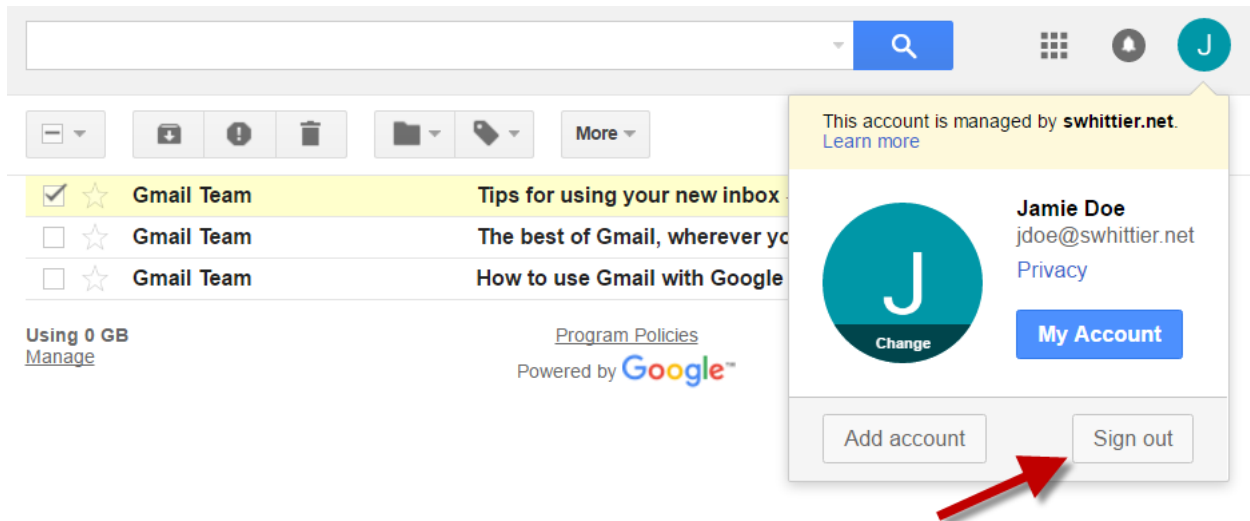 J
More
This account is managed by swhittier.net.
Learn more
Gmail Team Tips for using your new inbox
Gmail Team The best of Gmail, wherever
Gmail Team How to use Gmail with Google
Jamie Doe
jdoe@swhittier.net
Privacy
J
Change
My Account
Using 0 GB
Manage
Program Policies
Powered by Google™
Add account
Sign out